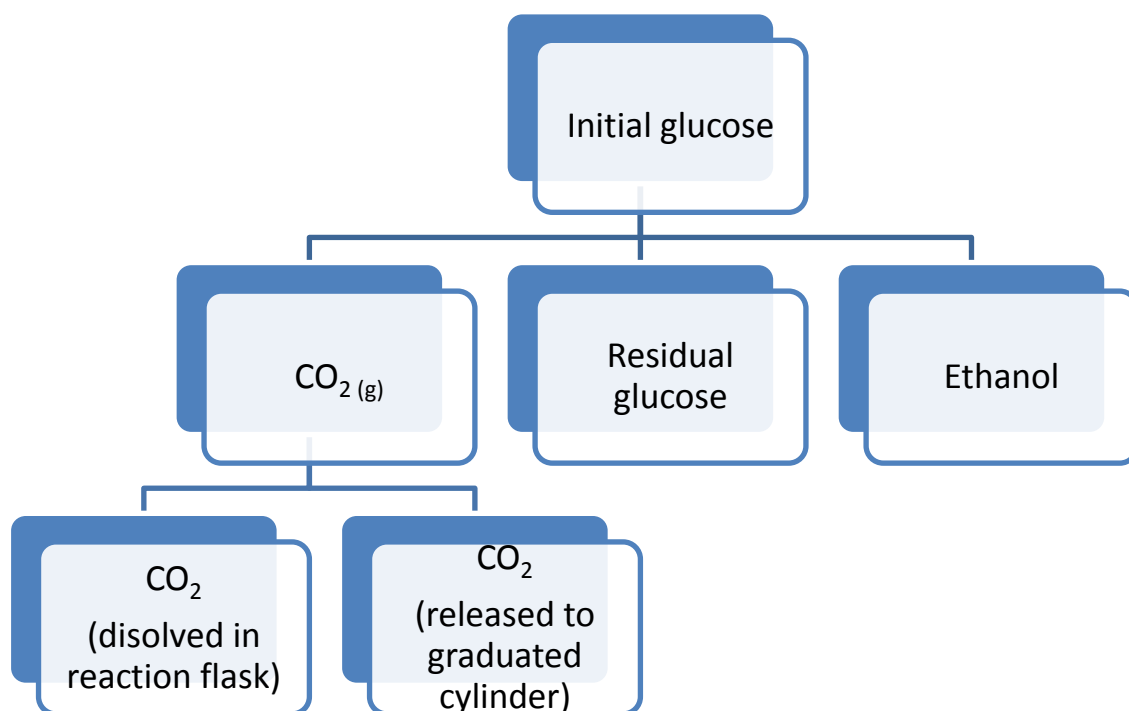 Initial glucose
CO₂ (g)
Residual
glucose
Ethanol
CO₂
(disolved in
reaction flask)
CO₂
(released to
graduated
cylinder)